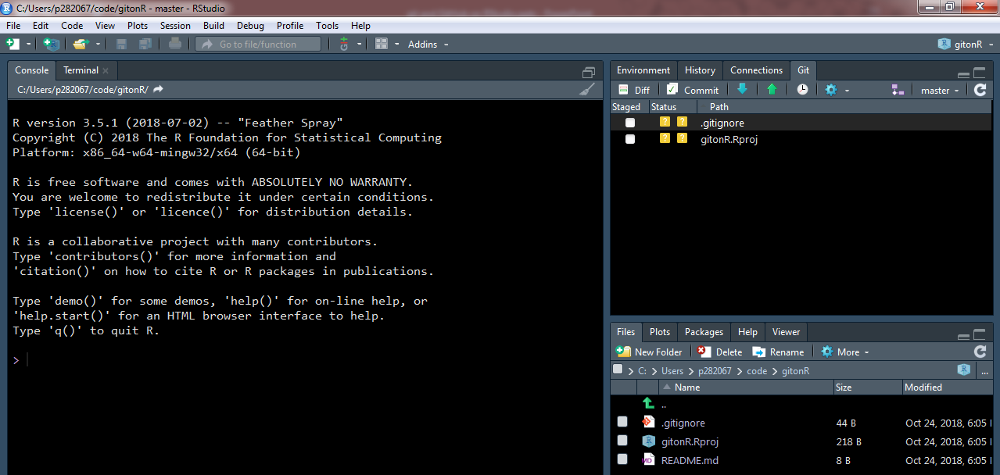 C:/Users/p282067/code/gitonR - master - RStudio
File Edit Code View Plots Session Build Debug Profile Tools Help
Go to file/function Addins gitonR
Console Terminal
C:/Users/p282067/code/gitonR/
R version 3.5.1 (2018-07-02) -- "Feather Spray"
Copyright (C) 2018 The R Foundation for Statistical Computing
Platform: x86_64-w64-mingw32/x64 (64-bit)
R is free software and comes with ABSOLUTELY NO WARRANTY.
You are welcome to redistribute it under certain conditions.
Type 'license()' or 'licence()' for distribution details.
R is a collaborative project with many contributors.
Type 'contributors()' for more information and
'citation()' on how to cite R or R packages in publications.
Type 'demo()' for some demos, 'help()' for on-line help, or
'help.start()' for an HTML browser interface to help.
Type 'q()' to quit R.
>
Environment History Connections Git
Diff Commit master
Staged Status Path
? ? .gitignore
? ? gitonR.Rproj
Files Plots Packages Help Viewer
New Folder Delete Rename More
C: Users p282067 code gitonR ...
Name Size Modified
..
.gitignore 44 B Oct 24, 2018, 6:05
gitonR.Rproj 218 B Oct 24, 2018, 6:05
README.md 8 B Oct 24, 2018, 6:05